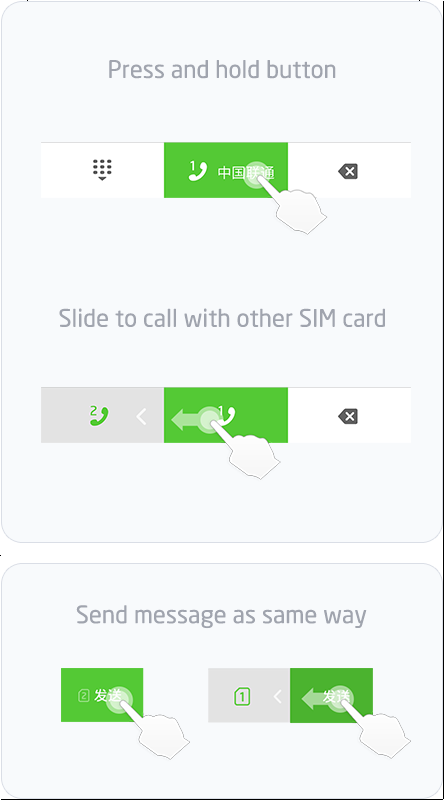 Press and hold button
1 中国联通
Slide to call with other SIM card
2 1
Send message as same way
2 发送 1 发送